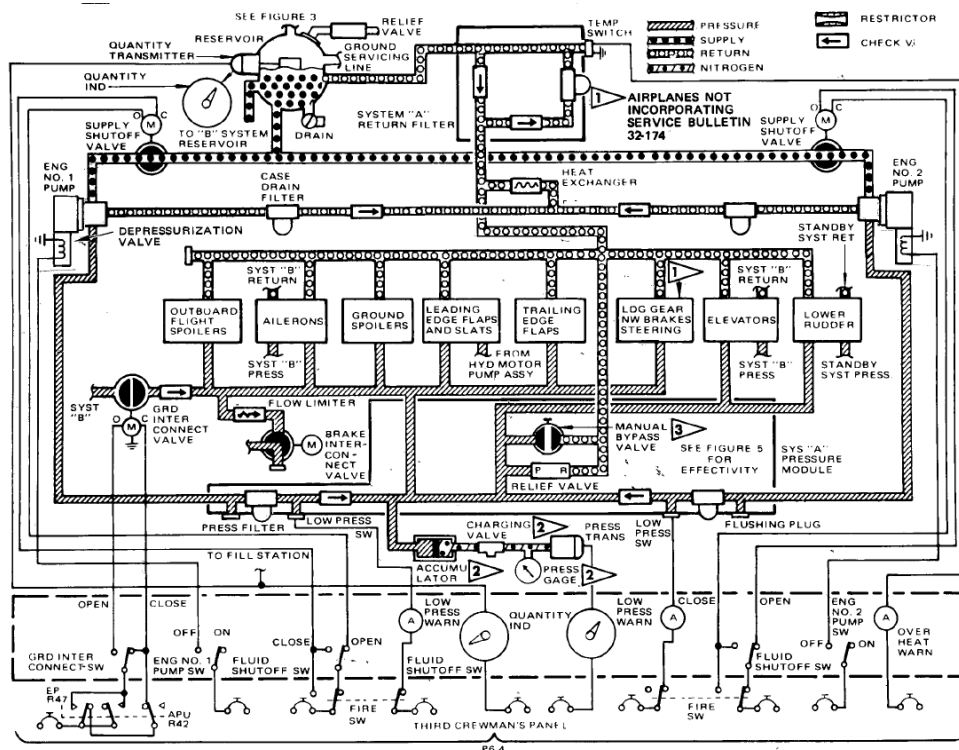 SEE FIGURE 3
RESERVOIR
RELIEF
VALVE
QUANTITY
TRANSMITTER
GROUND
SERVICING
LINE
TEMP
SWITCH
PRESSURE
SUPPLY
RETURN
NITROGEN
RESTRICTOR
CHECK V
QUANTITY
IND
TO "B" SYSTEM
RESERVOIR
DRAIN
SYSTEM "A"
RETURN FILTER
1
AIRPLANES NOT
INCORPORATING
SERVICE BULLETIN
32-174
O
C
M
SUPPLY
SHUTOFF
VALVE
O
C
M
SUPPLY
SHUTOFF
VALVE
ENG
NO. 1
PUMP
CASE
DRAIN
FILTER
HEAT
EXCHANGER
ENG
NO. 2
PUMP
DEPRESSURIZATION
VALVE
STANDBY
SYST RET
SYST "B"
RETURN
1
SYST "B"
RETURN
OUTBOARD
FLIGHT
SPOILERS
AILERONS
GROUND
SPOILERS
LEADING
EDGE FLAPS
AND SLATS
TRAILING
EDGE
FLAPS
LDG GEAR
NW BRAKES
STEERING
ELEVATORS
LOWER
RUDDER
SYST "B"
PRESS
FROM
HYD MOTOR
PUMP ASSY
SYST "B"
PRESS
STANDBY
SYST PRESS
SYST
"B"
O
C
M
GRD
INTER
CONNECT
VALVE
FLOW LIMITER
M
BRAKE
INTER-
CON-
NECT
VALVE
MANUAL
BYPASS
VALVE
3
P
R
RELIEF VALVE
SEE FIGURE 5
FOR
EFFECTIVITY
SYS "A"
PRESSURE
MODULE
PRESS FILTER
LOW PRESS
SW
CHARGING
VALVE
2
PRESS
TRANS
LOW
PRESS
SW
FLUSHING PLUG
TO FILL STATION
ACCUMU
LATOR
2
PRESS
GAGE
2
OPEN
CLOSE
OFF
ON
CLOSE
OPEN
A
LOW PRESS
WARN
QUANTITY
IND
LOW
PRESS
WARN
A
CLOSE
OPEN
ENG
NO. 2
PUMP
SW
OFF
ON
A
OVER
HEAT
WARN
GRD INTER
CONNECT-SW
ENG NO. 1
PUMP SW
FLUID
SHUTOFF SW
FLUID
SHUTOFF SW
FLUID
SHUTOFF SW
EP
R47
APU
R42
FIRE
SW
FIRE
SW
THIRD CREWMAN'S PANEL
P6-4